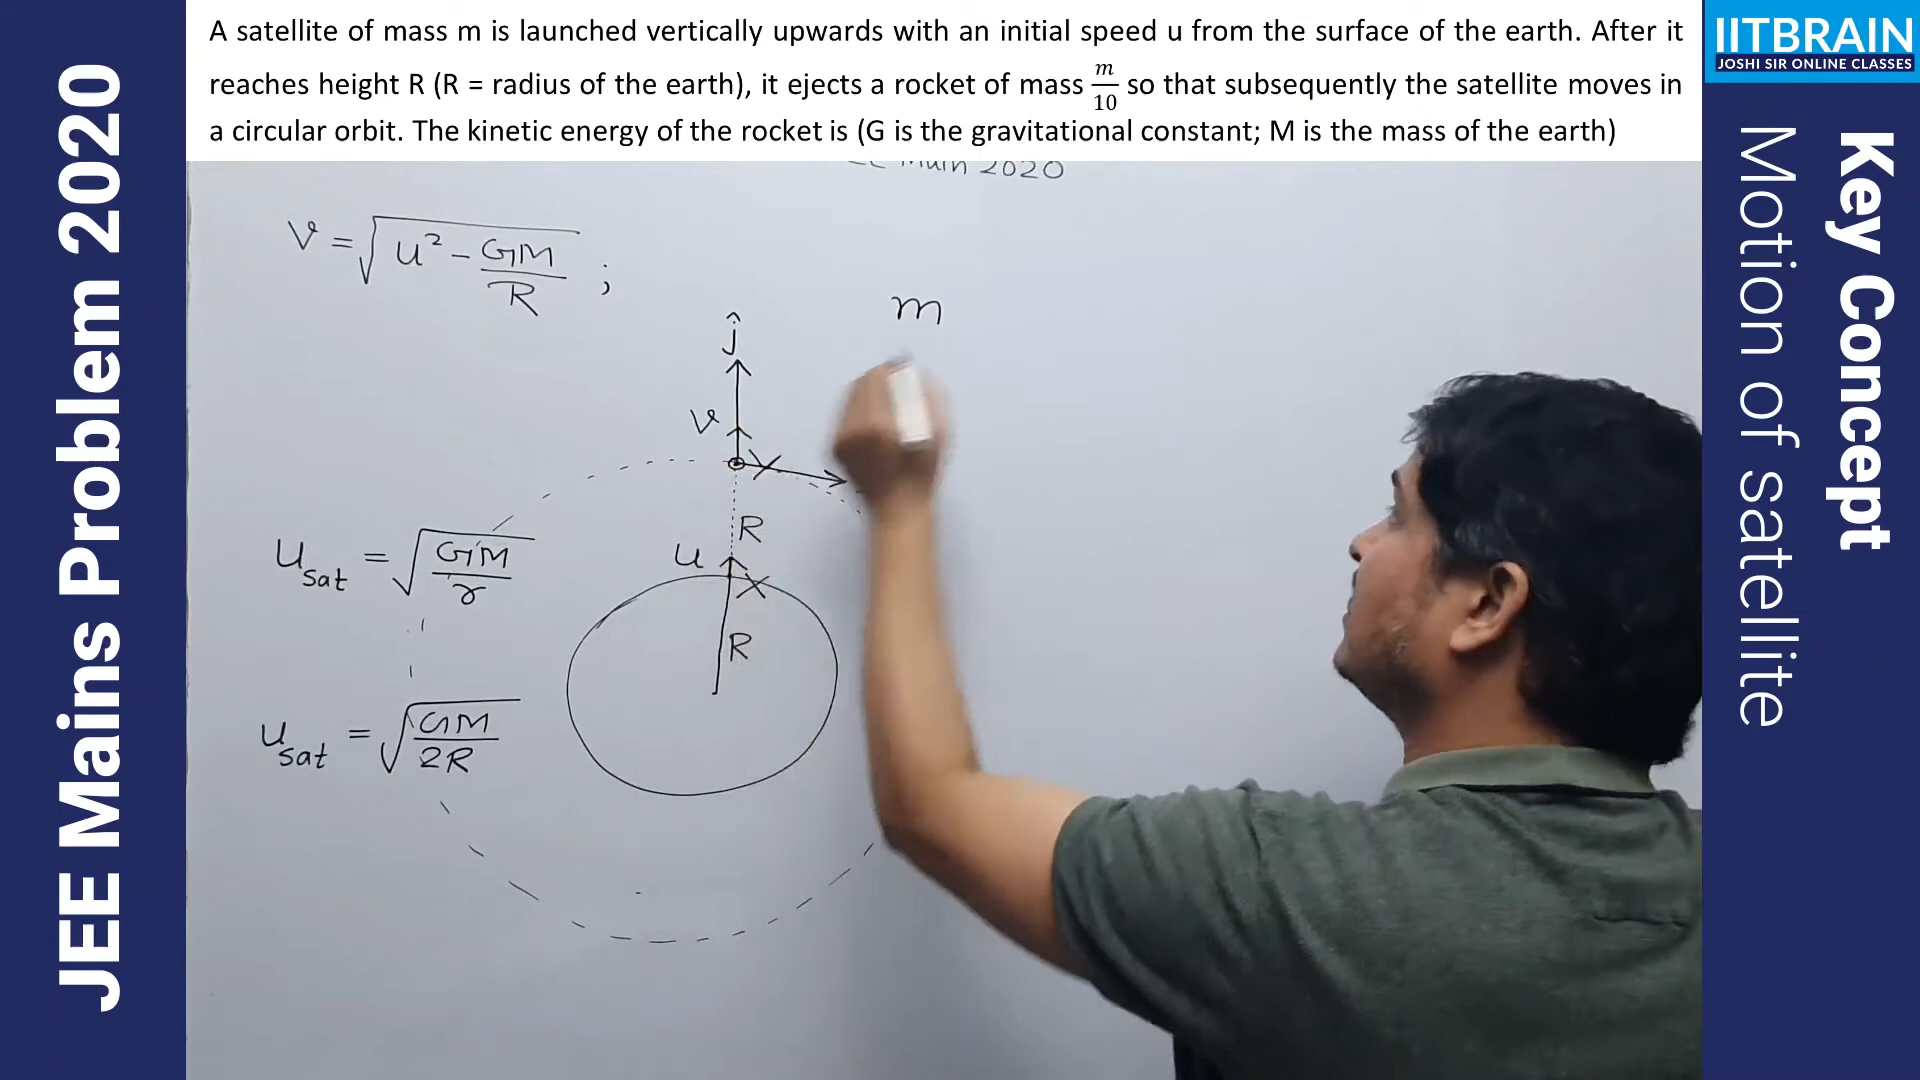 JEE Mains Problem 2020
A satellite of mass m is launched vertically upwards with an initial speed u from the surface of the earth. After it
reaches height R (R = radius of the earth), it ejects a rocket of mass m/10 so that subsequently the satellite moves in
a circular orbit. The kinetic energy of the rocket is (G is the gravitational constant; M is the mass of the earth)
IITBRAIN
JOSHI SIR ONLINE CLASSES
Key Concept
Motion of satellite
2020
v = √(u² - GM/R) ;
m
ĵ
v
R
u
R
u_sat = √(GM/r)
u_sat = √(GM/2R)